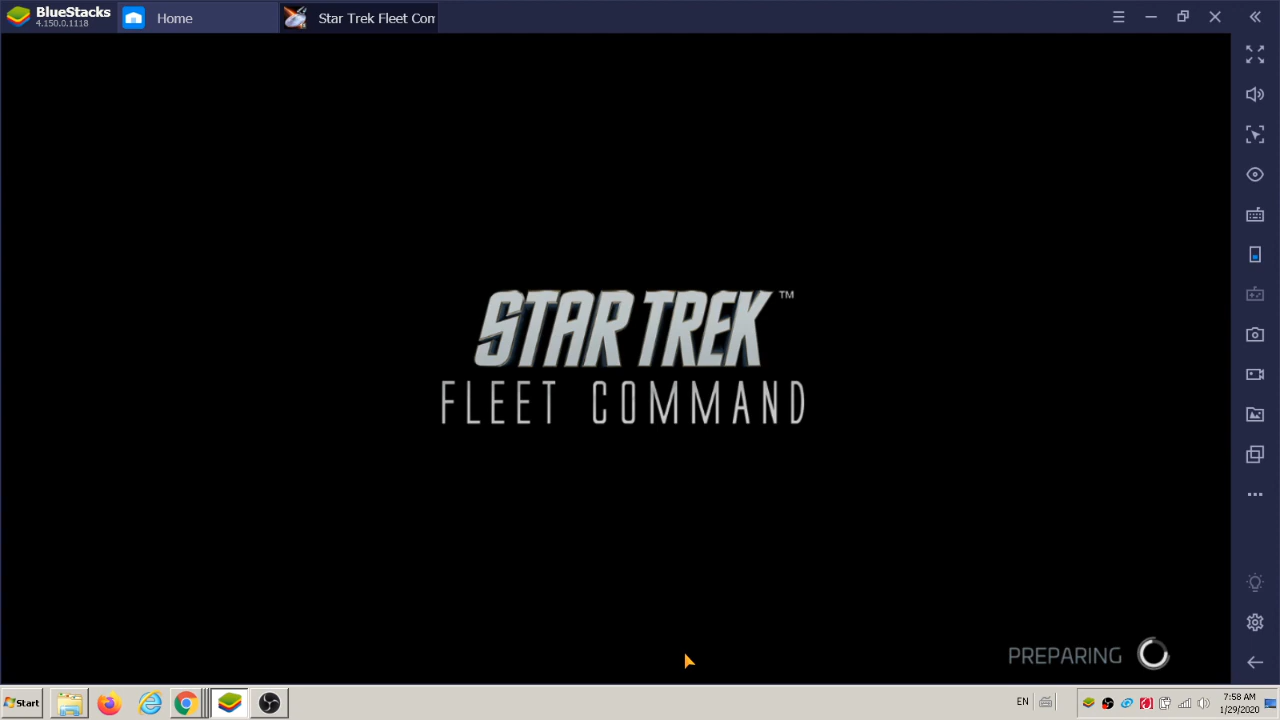 BlueStacks
4.150.0.1118
Home
Star Trek Fleet Com
STAR TREK™
FLEET COMMAND
PREPARING
Start
EN
7:58 AM
1/29/2020